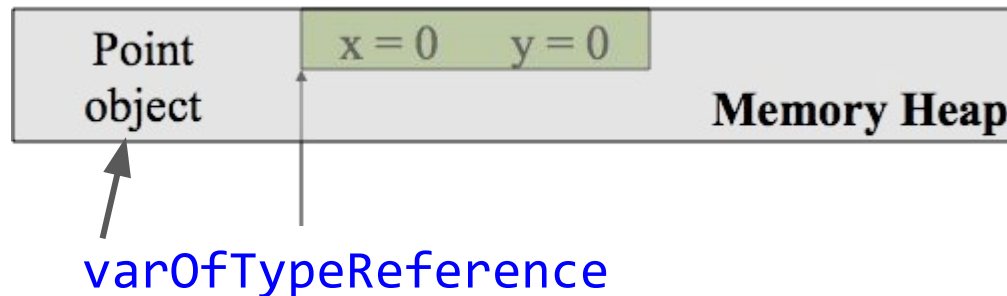 Point
object
x = 0 y = 0
Memory Heap
varOfTypeReference